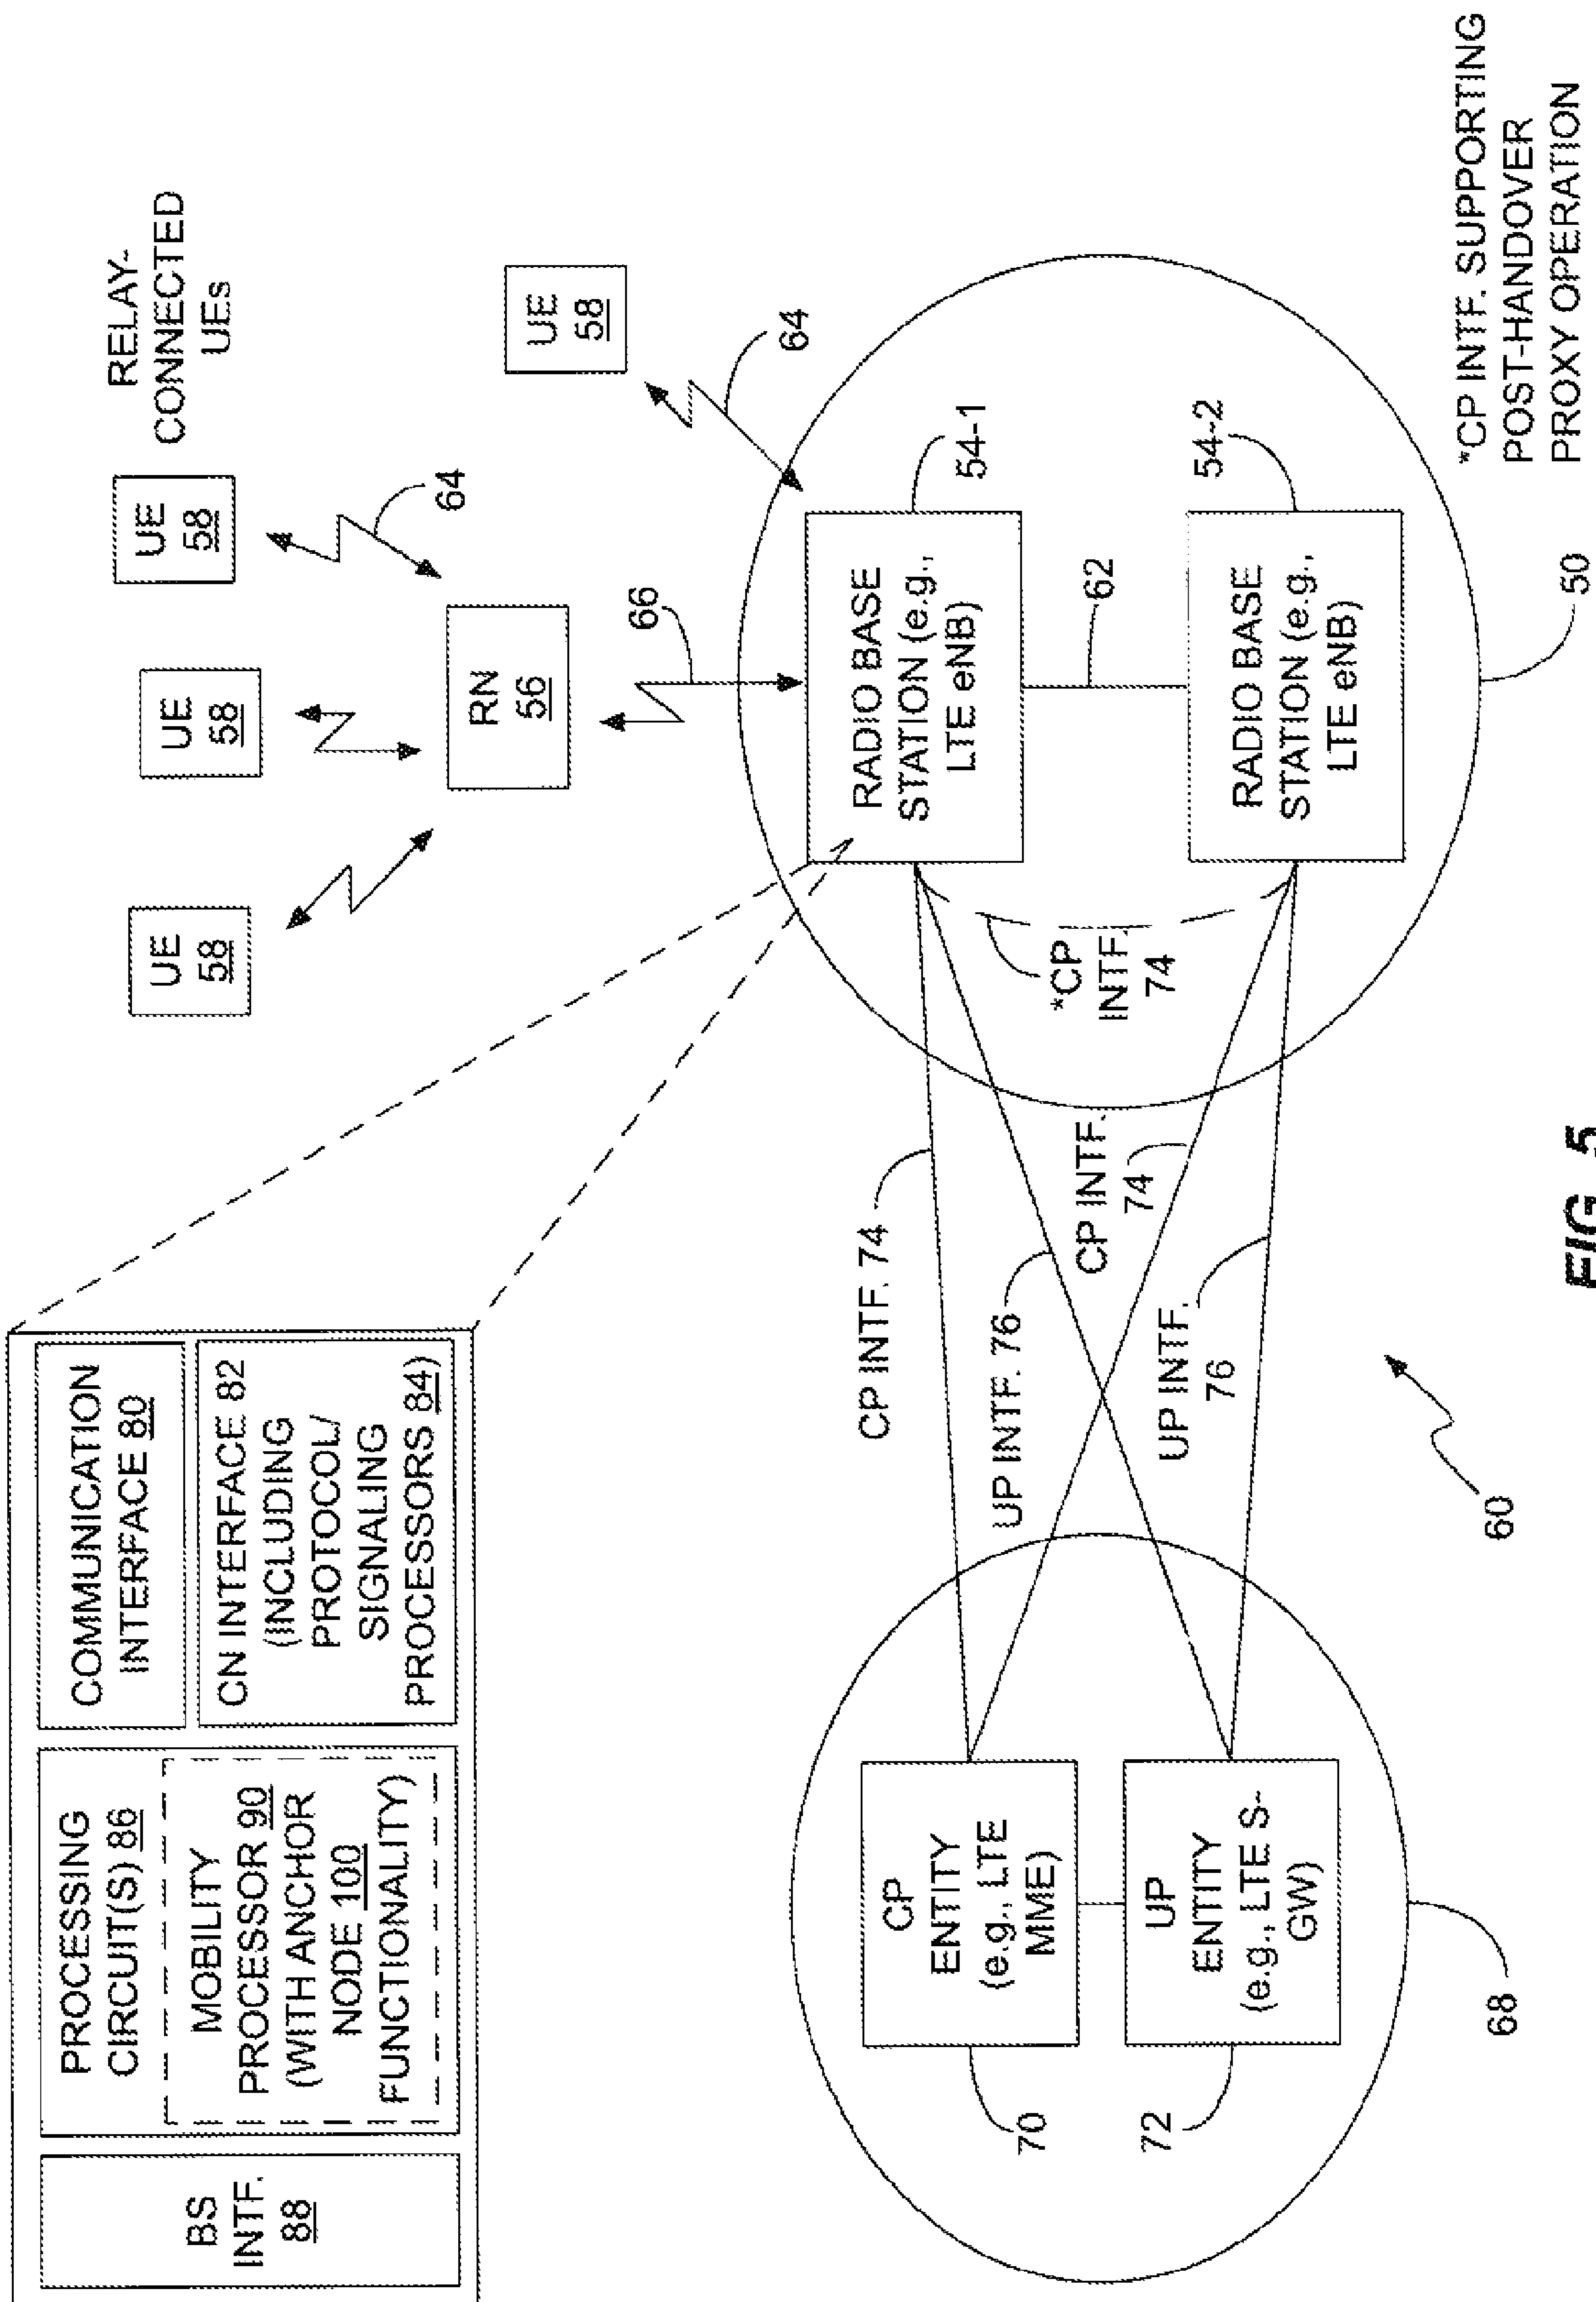 BS
INTF.
88
PROCESSING
CIRCUIT(S) 86
MOBILITY
PROCESSOR 90
(WITH ANCHOR
NODE 100
FUNCTIONALITY)
COMMUNICATION
INTERFACE 80
CN INTERFACE 82
(INCLUDING
PROTOCOL/
SIGNALING
PROCESSORS 84)
RELAY-
CONNECTED
UEs
UE
58
UE
58
UE
58
64
RN
56
66
UE
58
64
RADIO BASE
STATION (e.g.,
LTE eNB)
54-1
62
RADIO BASE
STATION (e.g.,
LTE eNB)
54-2
*CP
INTF.
74
50
*CP INTF. SUPPORTING
POST-HANDOVER
PROXY OPERATION
CP INTF. 74
UP INTF. 76
CP INTF.
74
UP INTF.
76
CP
ENTITY
(e.g., LTE
MME)
70
UP
ENTITY
(e.g., LTE S-
GW)
72
68
60
FIG. 5